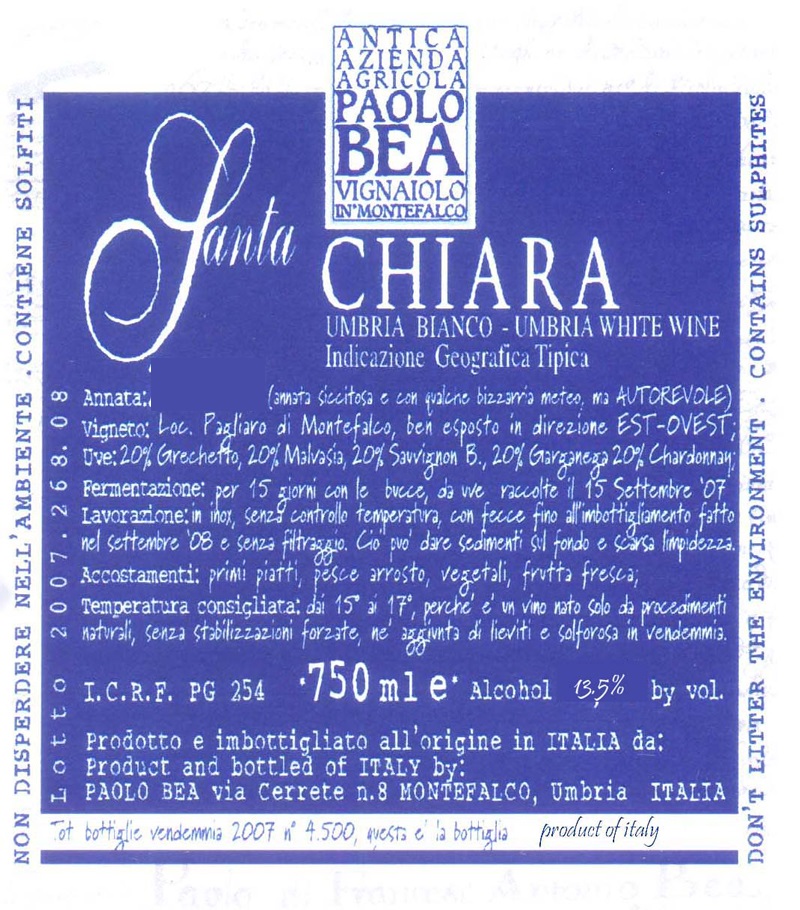 ANTICA
AZIENDA
AGRICOLA
PAOLO
BEA
VIGNAIOLO
IN*MONTEFALCO
Santa
CHIARA
UMBRIA BIANCO - UMBRIA WHITE WINE
Indicazione Geografica Tipica
Annata: (annata siccitosa e con qualche bizzarria meteo, ma AUTOREVOLE)
Vigneto: Loc. Pagliaro di Montefalco, ben esposto in direzione EST-OVEST;
Uve: 20% Grechetto, 20% Malvasia, 20% Sauvignon B., 20% Garganega 20% Chardonnay;
Fermentazione: per 15 giorni con le bucce, da uve raccolte il 15 Settembre '07
Lavorazione: in inox, senza controllo temperatura, con fecce fino all'imbottigliamento fatto
nel settembre '08 e senza filtraggio. Ciò puo' dare sedimenti sul fondo e scarsa limpidezza.
Accostamenti: primi piatti, pesce arrosto, vegetali, frutta fresca;
Temperatura consigliata: dai 15° ai 17°, perche' e' un vino nato solo da procedimenti
naturali, senza stabilizzazioni forzate, ne' aggiunta di lieviti e solforosa in vendemmia.
I.C.R.F. PG 254 *750 ml e* Alcohol 13,5% by vol.
Prodotto e imbottigliato all'origine in ITALIA da:
Product and bottled of ITALY by:
PAOLO BEA via Cerrete n.8 MONTEFALCO, Umbria ITALIA
Tot bottiglie vendemmia 2007 n° 4.500, questa e' la bottiglia product of italy
NON DISPERDERE NELL'AMBIENTE .CONTIENE SOLFITI
Lotto 2007.268.08
DON'T LITTER THE ENVIRONMENT . CONTAINS SULPHITES